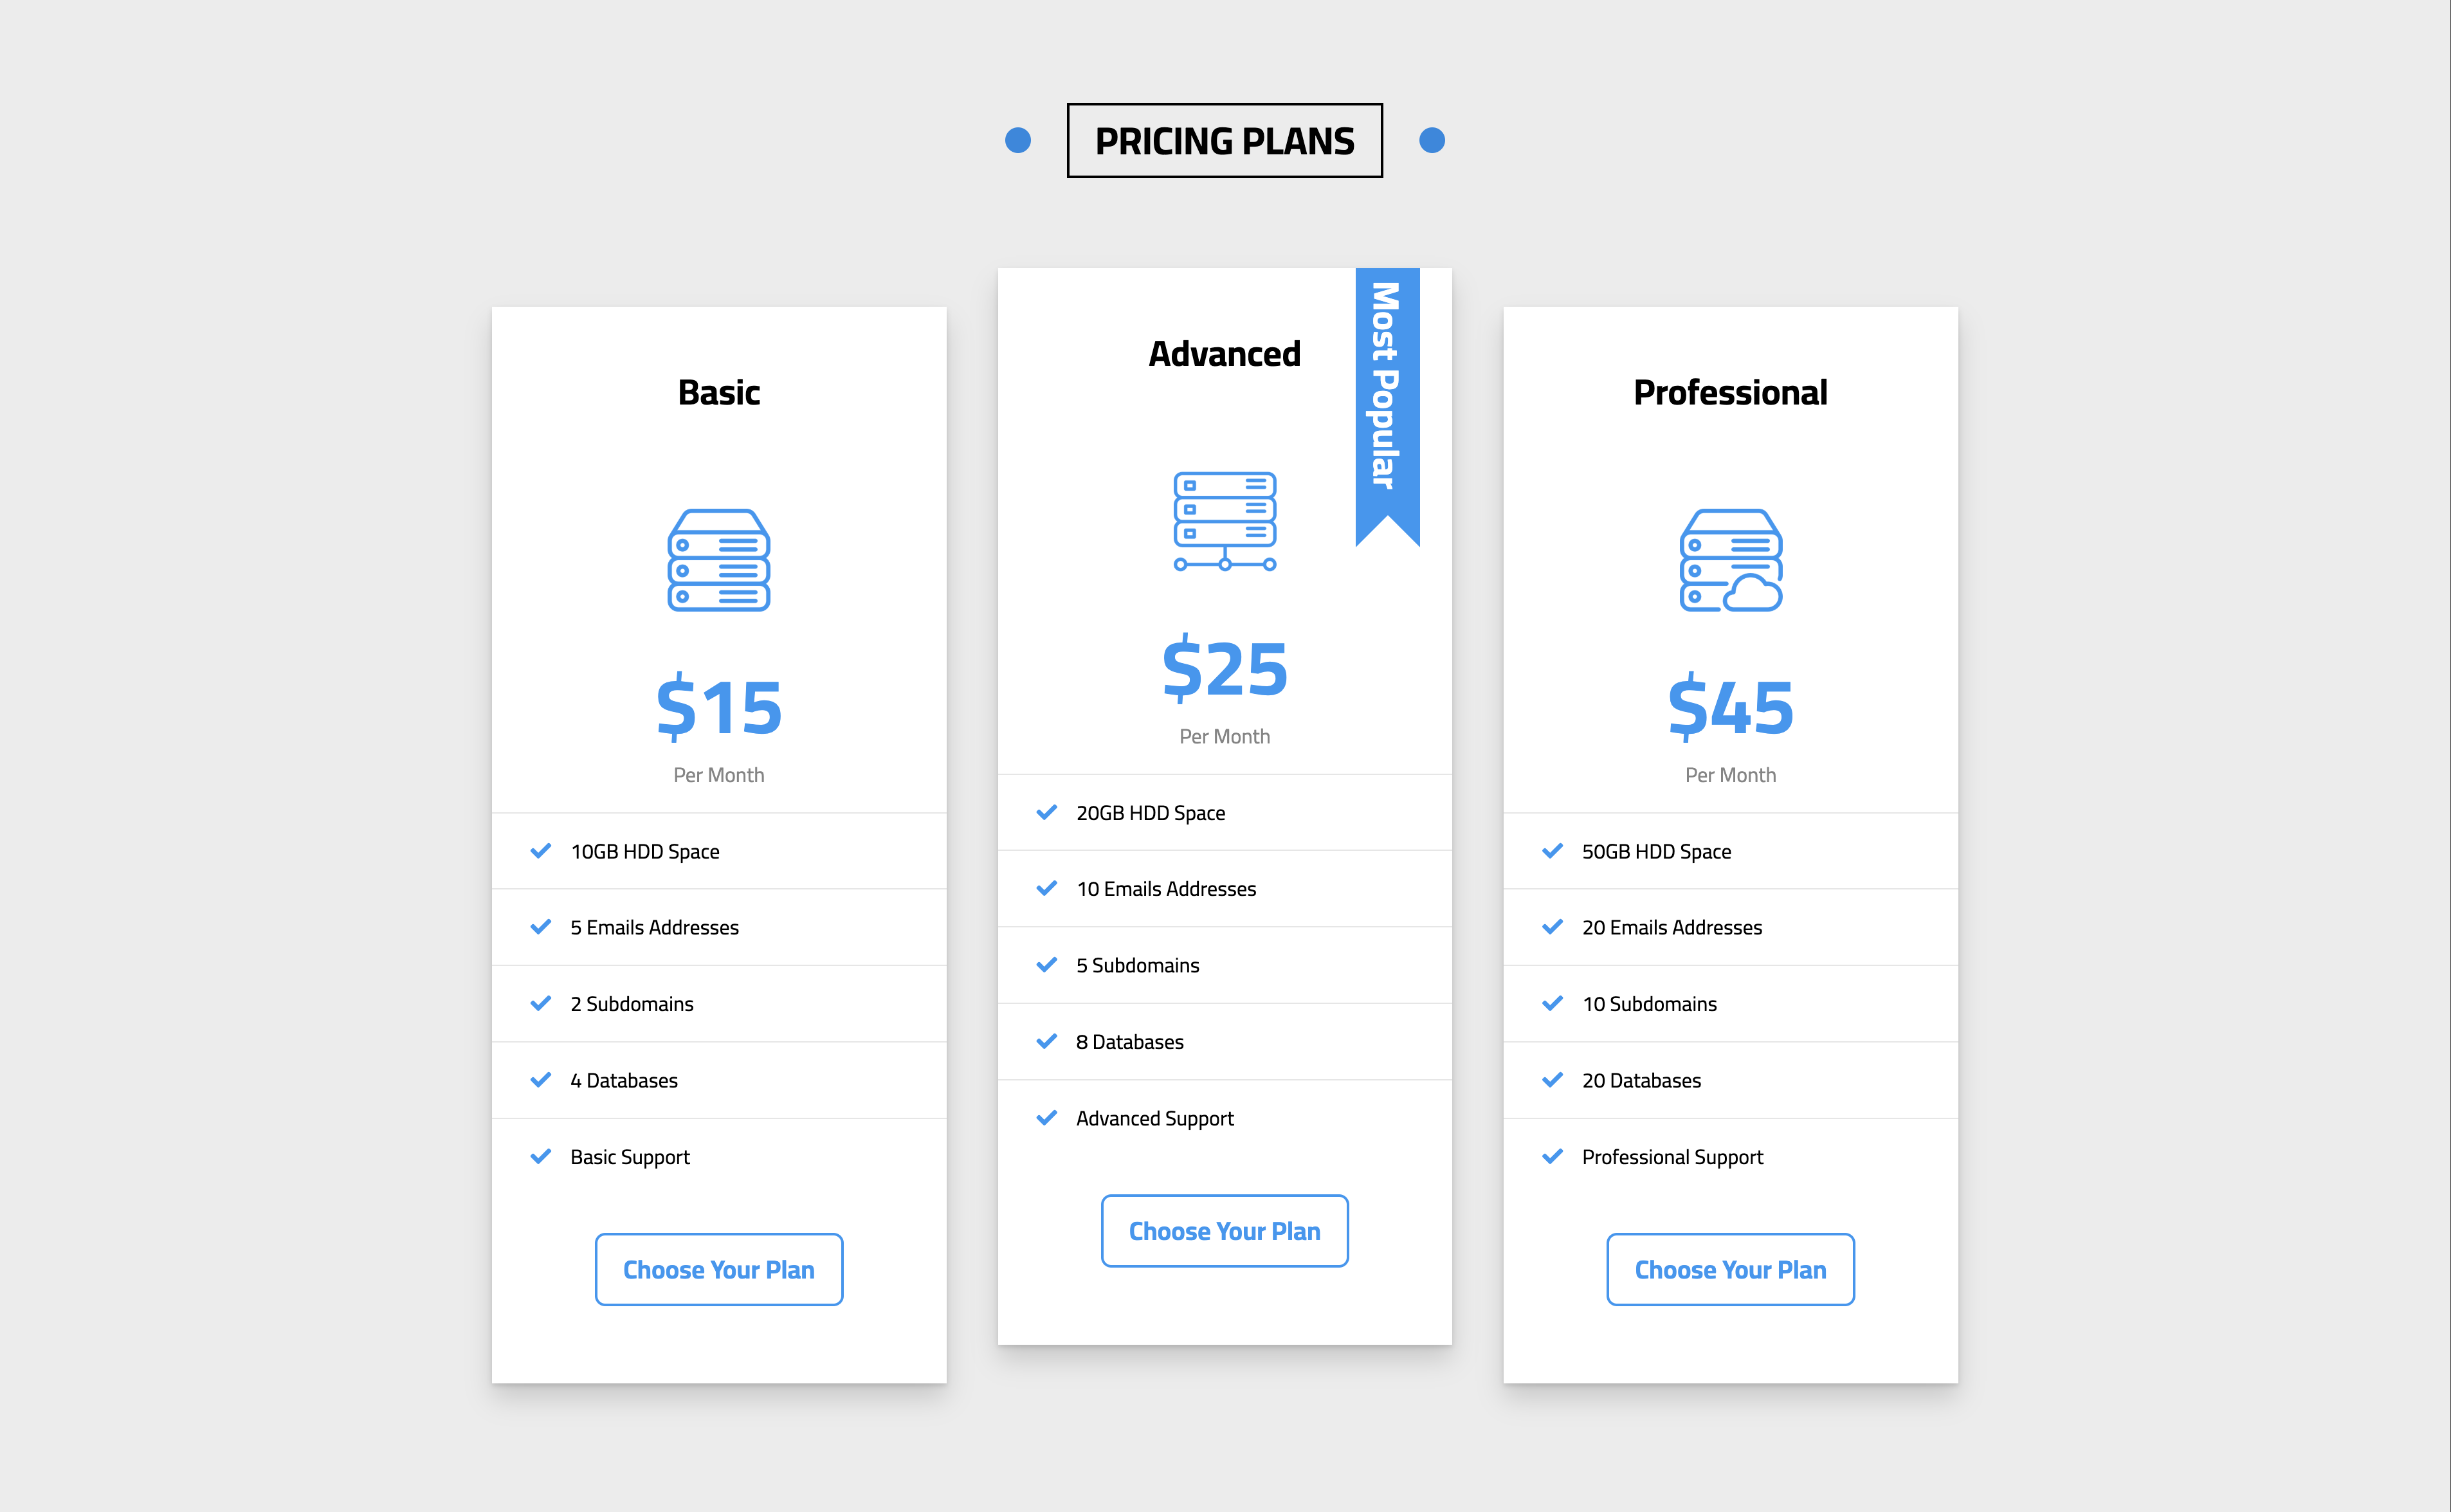 PRICING PLANS
Basic
$15
Per Month
10GB HDD Space
5 Emails Addresses
2 Subdomains
4 Databases
Basic Support
Choose Your Plan
Advanced
Most Popular
$25
Per Month
20GB HDD Space
10 Emails Addresses
5 Subdomains
8 Databases
Advanced Support
Choose Your Plan
Professional
$45
Per Month
50GB HDD Space
20 Emails Addresses
10 Subdomains
20 Databases
Professional Support
Choose Your Plan